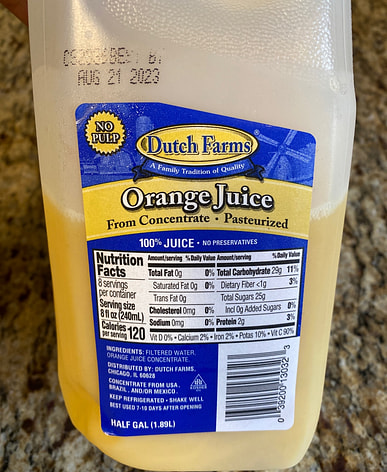 BEST BY
AUG 21 2023
NO
PULP
Dutch Farms®
A Family Tradition of Quality
Orange Juice
From Concentrate · Pasteurized
100% JUICE • NO PRESERVATIVES
Nutrition
Facts
8 servings
per container
Serving size
8 fl oz (240mL)
Calories
per serving 120
Amount/serving % Daily Value
Total Fat 0g 0%
Saturated Fat 0g 0%
Trans Fat 0g
Cholesterol 0mg 0%
Sodium 0mg 0%
Amount/serving % Daily Value
Total Carbohydrate 29g 11%
Dietary Fiber <1g 3%
Total Sugars 25g
Incl 0g Added Sugars 0%
Protein 2g 3%
Vit D 0% • Calcium 2% • Iron 2% • Potas 10% • Vit C 90%
INGREDIENTS: FILTERED WATER,
ORANGE JUICE CONCENTRATE.
DISTRIBUTED BY: DUTCH FARMS,
CHICAGO, IL 60628
CONCENTRATE FROM USA,
BRAZIL, AND/OR MEXICO.
KEEP REFRIGERATED • SHAKE WELL
BEST USED 7-10 DAYS AFTER OPENING
HALF GAL (1.89L)
0 39200 13032 3